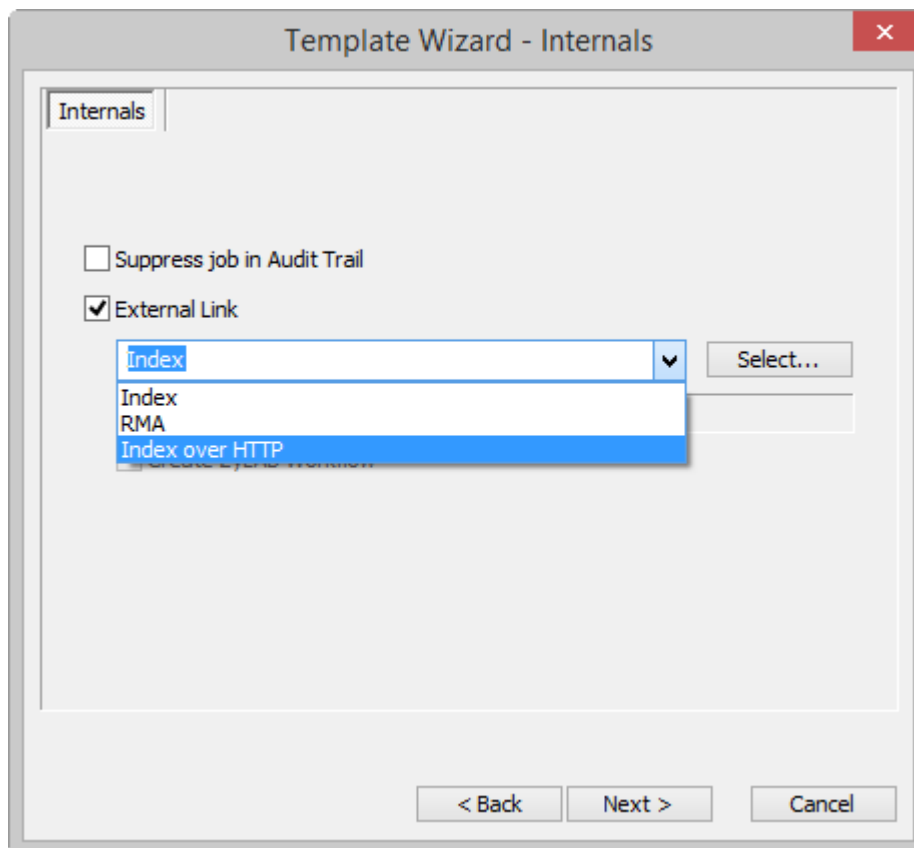 Template Wizard - Internals
Internals
Suppress job in Audit Trail
External Link
Index
Select...
Index
RMA
Index over HTTP
< Back
Next >
Cancel